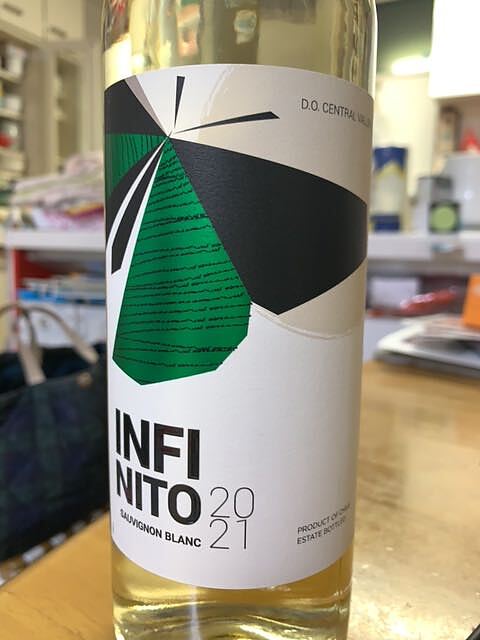 D.O. CENTRAL VALLEY
INFI
NITO
SAUVIGNON BLANC
20
21
PRODUCT OF CHILE
ESTATE BOTTLED